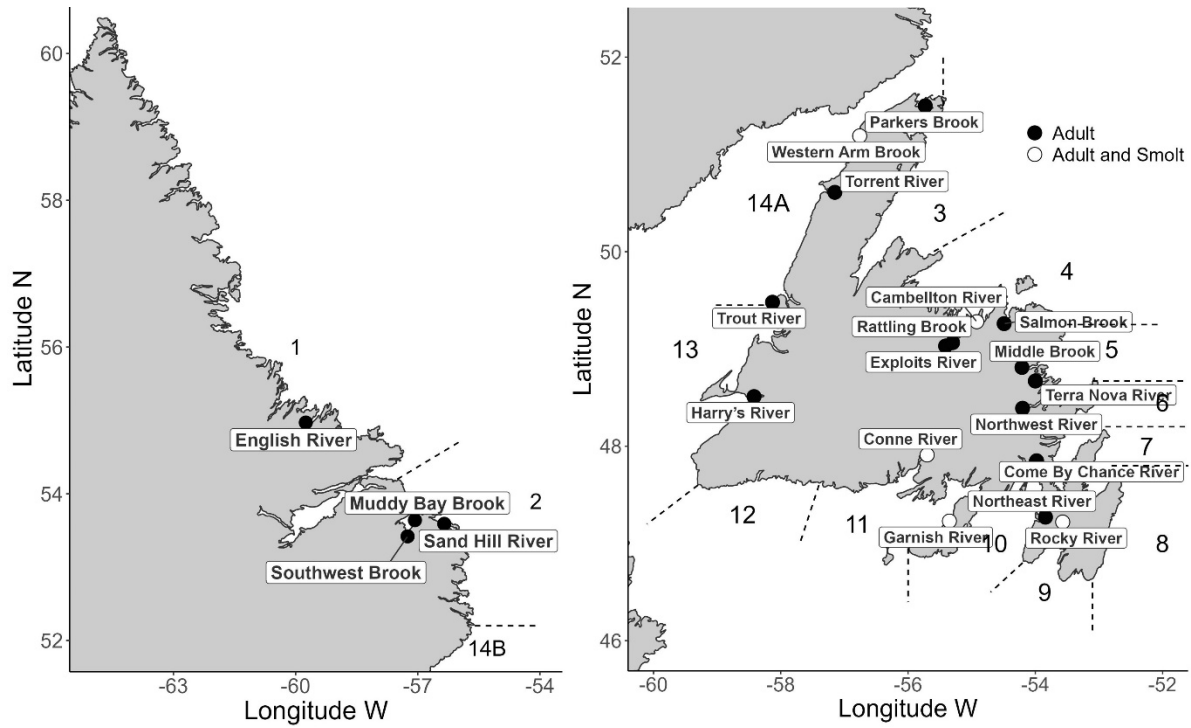 60
58
56
54
52
Latitude N
-63
-60
-57
-54
Longitude W
1
English River
Muddy Bay Brook
2
Sand Hill River
Southwest Brook
14B
52
50
48
46
Latitude N
-60
-58
-56
-54
-52
Longitude W
Adult
Adult and Smolt
Parkers Brook
Western Arm Brook
Torrent River
14A
3
4
Cambellton River
Trout River
Rattling Brook
Salmon Brook
13
Exploits River
Middle Brook
5
Terra Nova River
6
Harry's River
Northwest River
Conne River
7
Come By Chance River
Northeast River
12
11
Garnish River
10
Rocky River
8
9